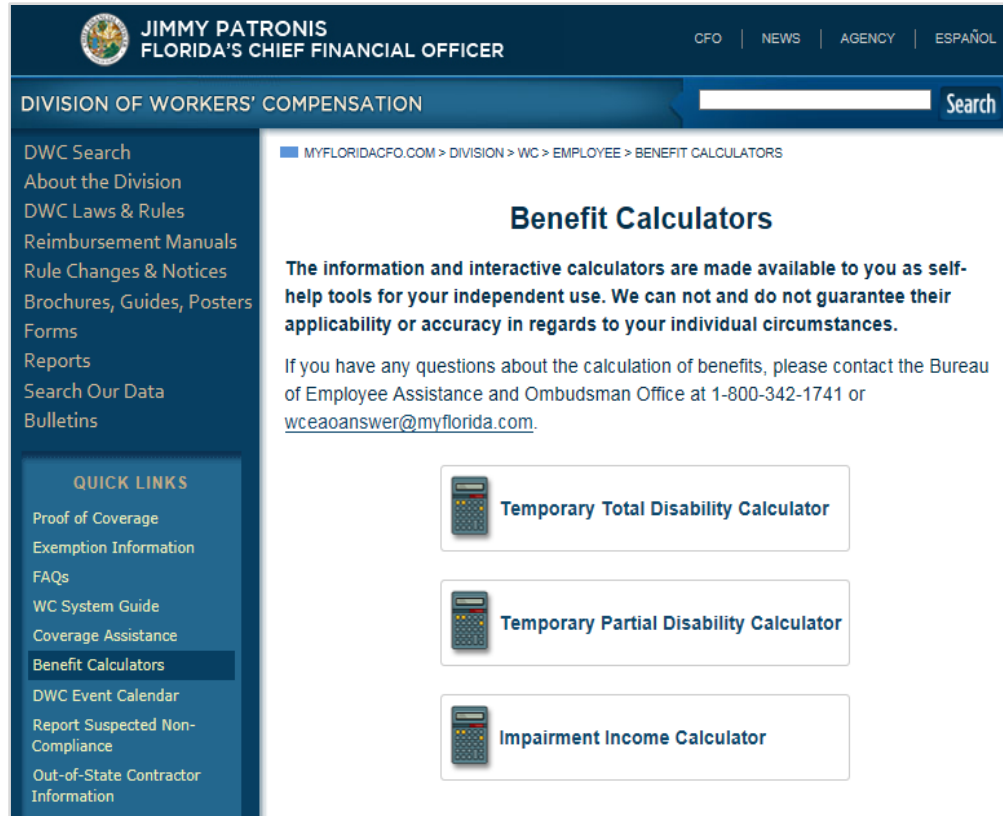 JIMMY PATRONIS
FLORIDA'S CHIEF FINANCIAL OFFICER
CFO | NEWS | AGENCY | ESPAÑOL
DIVISION OF WORKERS' COMPENSATION
Search
DWC Search
About the Division
DWC Laws & Rules
Reimbursement Manuals
Rule Changes & Notices
Brochures, Guides, Posters
Forms
Reports
Search Our Data
Bulletins
QUICK LINKS
Proof of Coverage
Exemption Information
FAQs
WC System Guide
Coverage Assistance
Benefit Calculators
DWC Event Calendar
Report Suspected Non-
Compliance
Out-of-State Contractor
Information
MYFLORIDACFO.COM > DIVISION > WC > EMPLOYEE > BENEFIT CALCULATORS
Benefit Calculators
The information and interactive calculators are made available to you as self-
help tools for your independent use. We can not and do not guarantee their
applicability or accuracy in regards to your individual circumstances.
If you have any questions about the calculation of benefits, please contact the Bureau
of Employee Assistance and Ombudsman Office at 1-800-342-1741 or
wceaoanswer@myflorida.com.
Temporary Total Disability Calculator
Temporary Partial Disability Calculator
Impairment Income Calculator